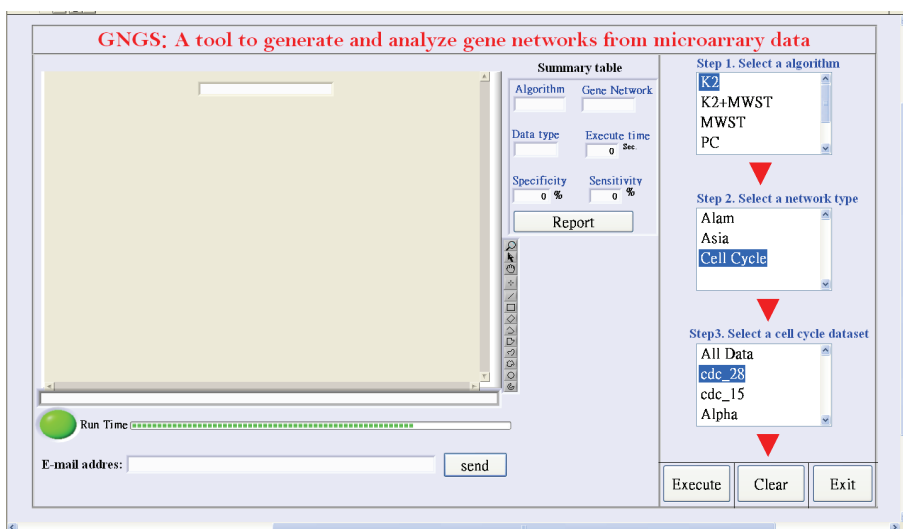 GNGS: A tool to generate and analyze gene networks from microarrary data
Summary table
Algorithm Gene Network
Data type Execute time
0 Sec.
Specificity Sensitivity
0 % 0 %
Report
Run Time
E-mail addres: send
Step 1. Select a algorithm
K2
K2+MWST
MWST
PC
Step 2. Select a network type
Alam
Asia
Cell Cycle
Step3. Select a cell cycle dataset
All Data
cdc_28
cdc_15
Alpha
Execute Clear Exit